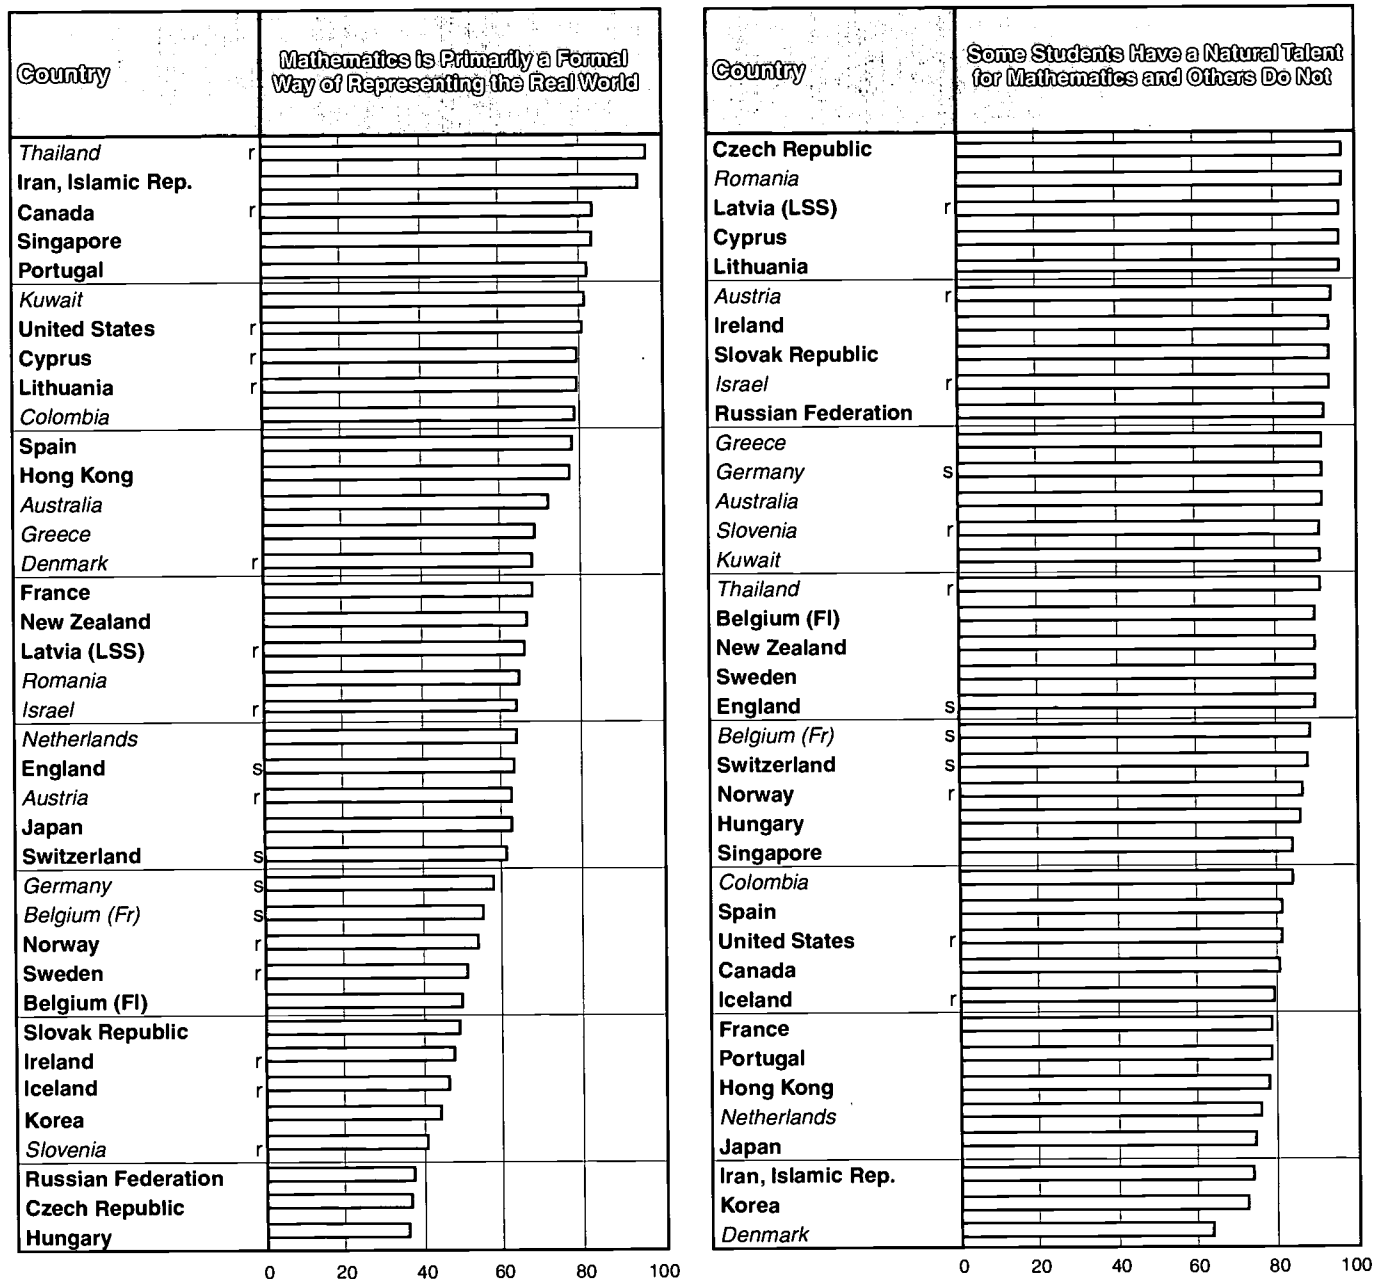 Country
Mathematics is Primarily a Formal
Way of Representing the Real World
Thailand r
Iran, Islamic Rep.
Canada r
Singapore
Portugal
Kuwait
United States r
Cyprus r
Lithuania r
Colombia
Spain
Hong Kong
Australia
Greece
Denmark r
France
New Zealand
Latvia (LSS) r
Romania
Israel r
Netherlands
England s
Austria r
Japan
Switzerland s
Germany s
Belgium (Fr) s
Norway r
Sweden r
Belgium (Fl)
Slovak Republic
Ireland r
Iceland r
Korea
Slovenia r
Russian Federation
Czech Republic
Hungary
0 20 40 60 80 100
Country
Some Students Have a Natural Talent
for Mathematics and Others Do Not
Czech Republic
Romania
Latvia (LSS) r
Cyprus
Lithuania
Austria r
Ireland
Slovak Republic
Israel r
Russian Federation
Greece
Germany s
Australia
Slovenia r
Kuwait
Thailand r
Belgium (Fl)
New Zealand
Sweden
England s
Belgium (Fr) s
Switzerland s
Norway r
Hungary
Singapore
Colombia
Spain
United States r
Canada
Iceland r
France
Portugal
Hong Kong
Netherlands
Japan
Iran, Islamic Rep.
Korea
Denmark
0 20 40 60 80 100